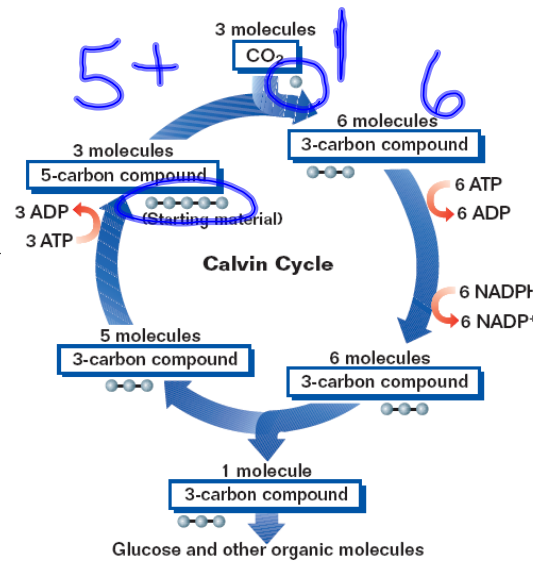 3 molecules
CO₂
5+
1
6
6 molecules
3-carbon compound
3 molecules
5-carbon compound
(Starting material)
3 ADP
3 ATP
6 ATP
6 ADP
Calvin Cycle
6 NADPH
6 NADP+
5 molecules
3-carbon compound
6 molecules
3-carbon compound
1 molecule
3-carbon compound
Glucose and other organic molecules